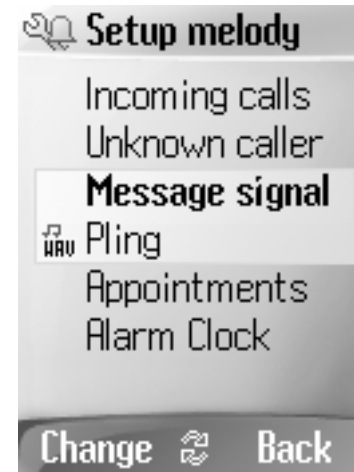 Setup melody
Incoming calls
Unknown caller
Message signal
WAV Pling
Appointments
Alarm Clock
Change Back